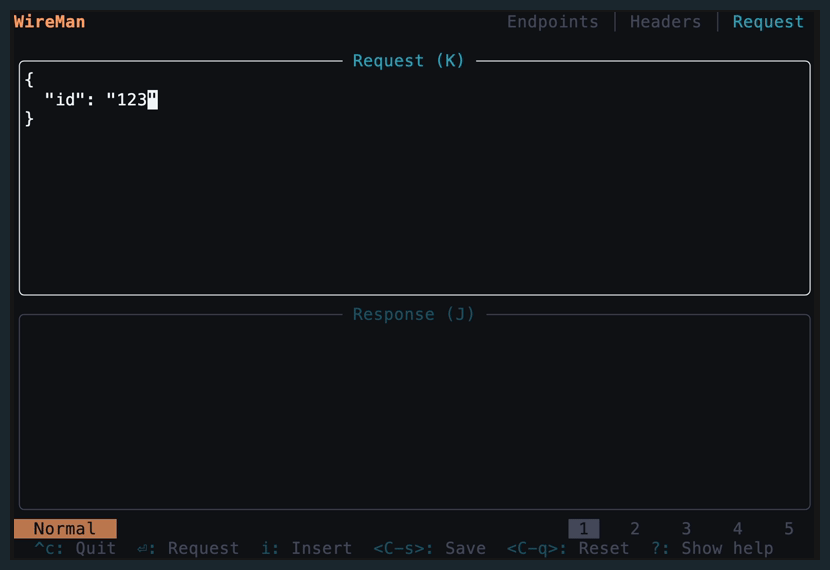 WireMan Endpoints | Headers | Request
Request (K)
{
  "id": "123"
}
Response (J)
Normal 1 2 3 4 5
^c: Quit ⏎: Request i: Insert <C-s>: Save <C-q>: Reset ?: Show help